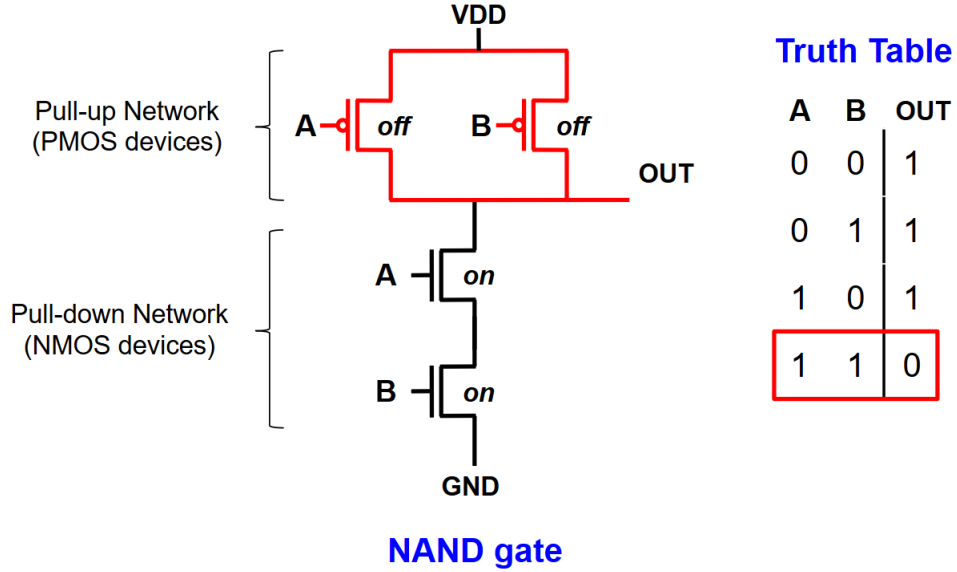 VDD
Truth Table
Pull-up Network
(PMOS devices)
A
off
B
off
OUT
A B OUT
0 0 1
0 1 1
1 0 1
1 1 0
Pull-down Network
(NMOS devices)
A
on
B
on
GND
NAND gate